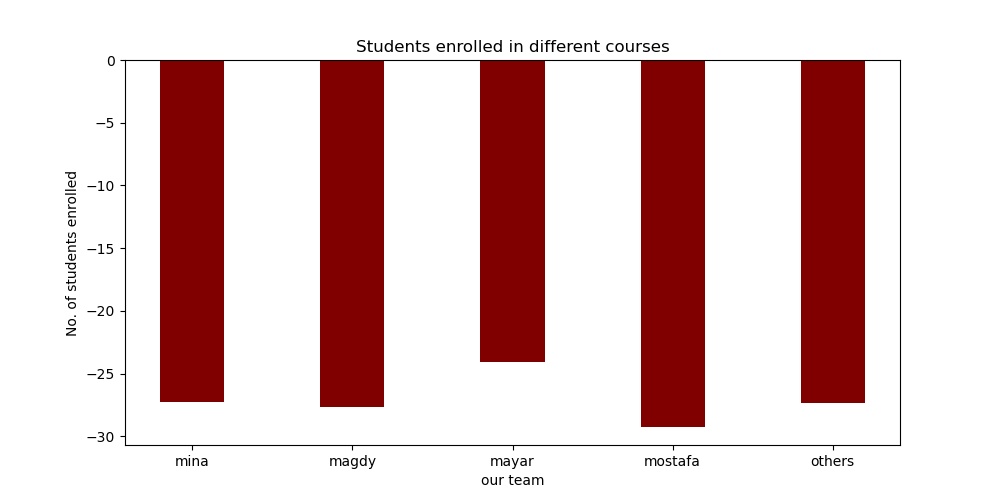 Students enrolled in different courses
No. of students enrolled
0
−5
−10
−15
−20
−25
−30
mina magdy mayar mostafa others
our team